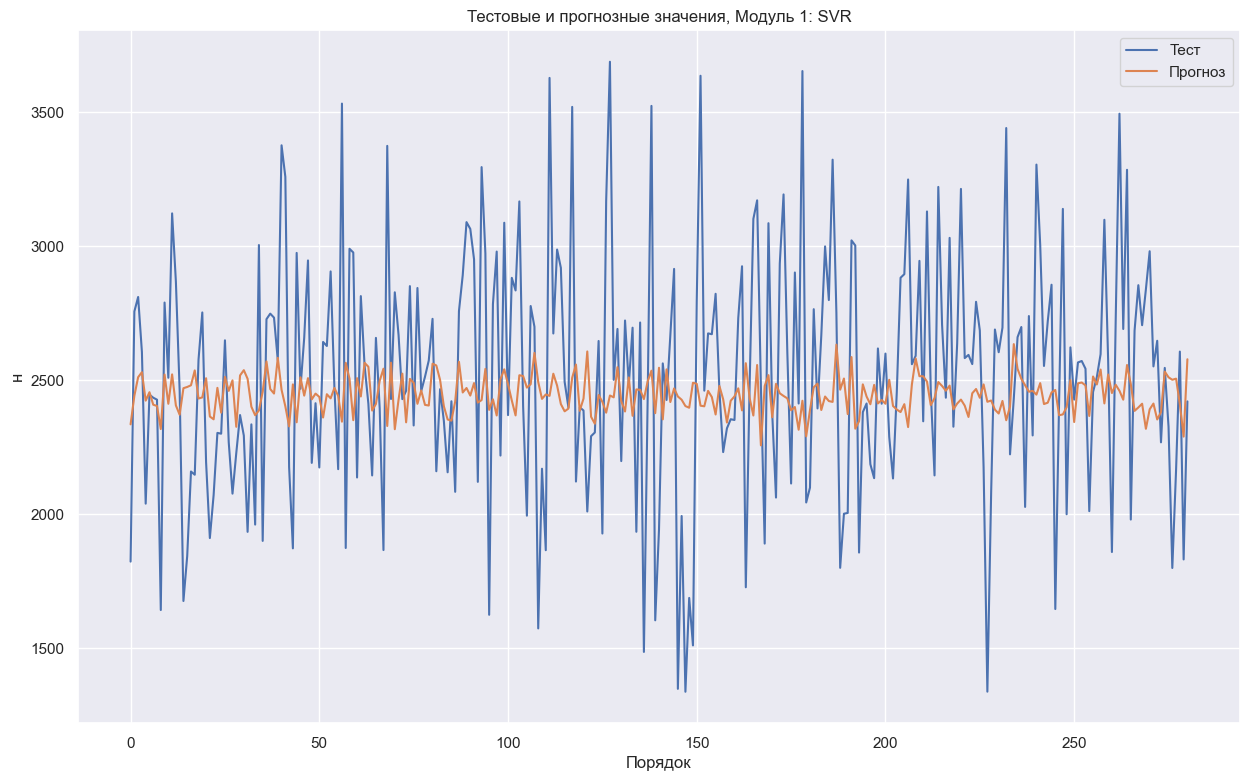 Тестовые и прогнозные значения, Модуль 1: SVR
Тест
Прогноз
3500
3000
2500
2000
1500
н
0 50 100 150 200 250
Порядок